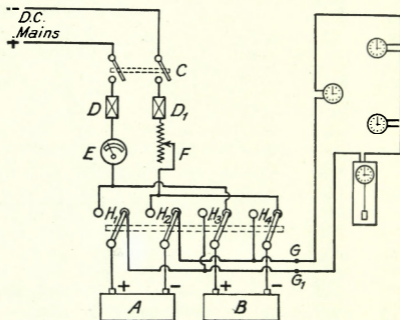 - D.C.
+ Mains
C
D D₁
E F
H₁ H₂ H₃ H₄
G
G₁
+ - + -
A B